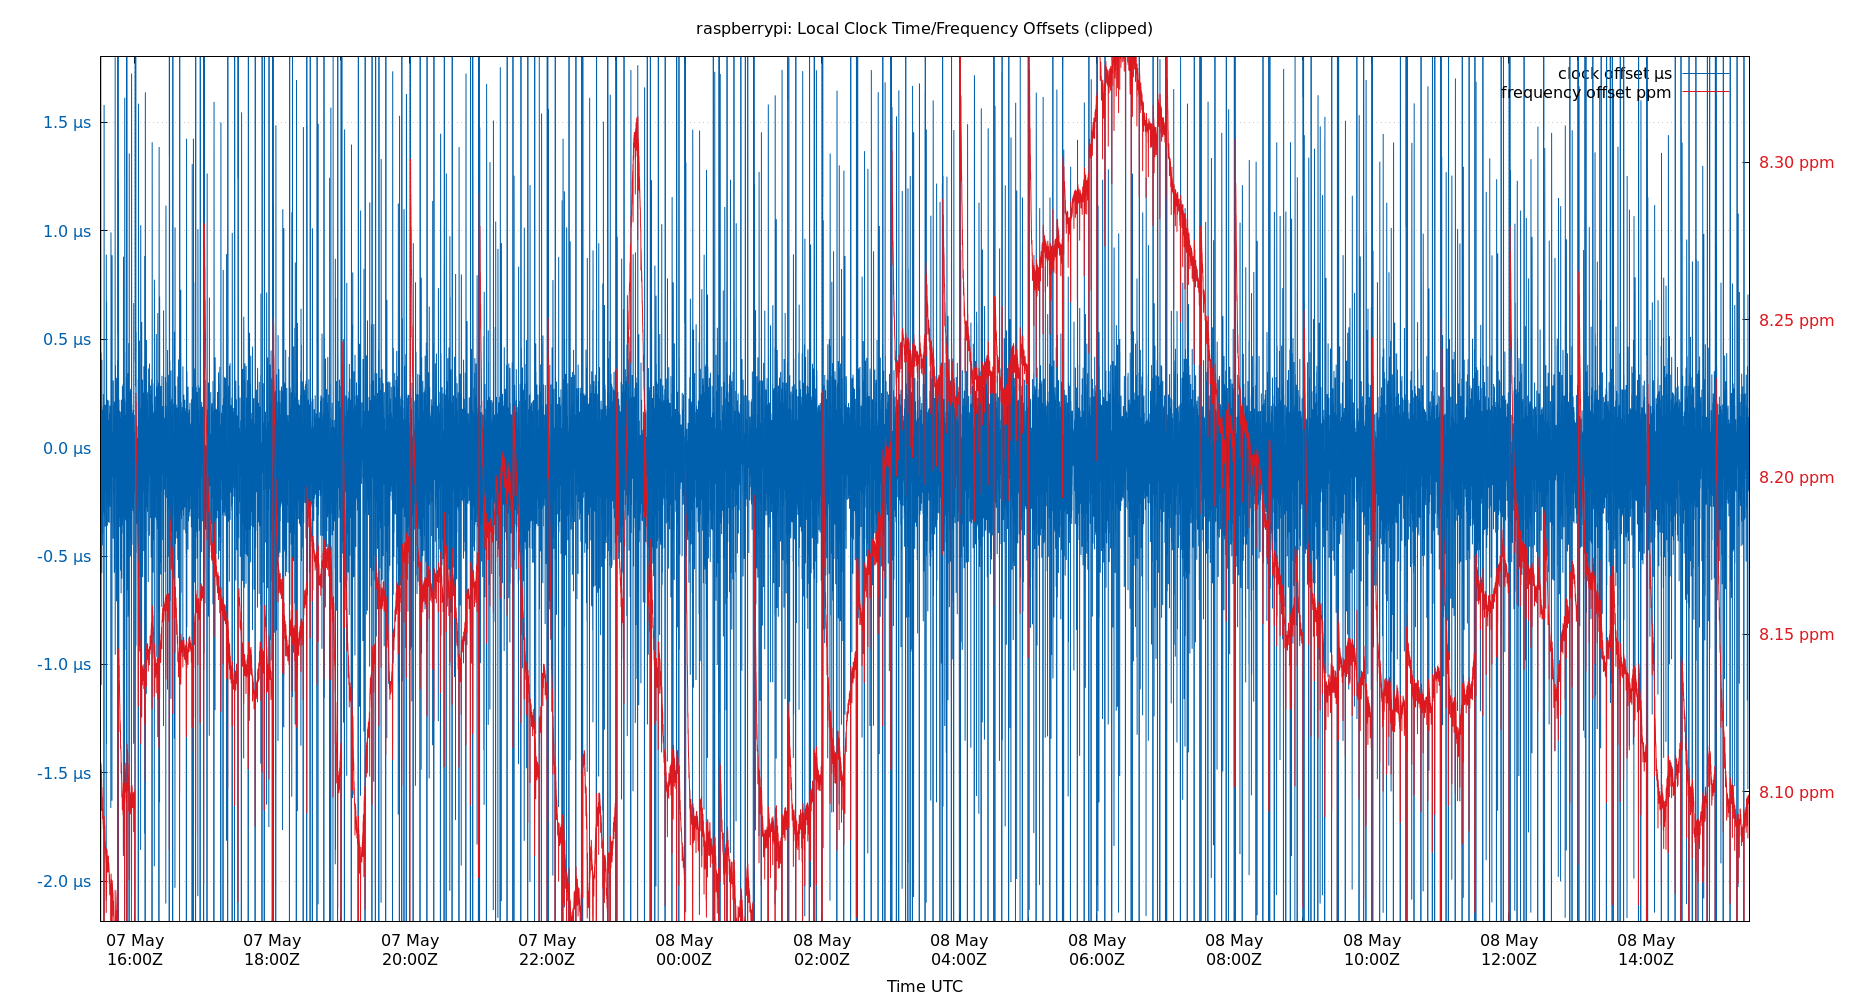 raspberrypi: Local Clock Time/Frequency Offsets (clipped)
clock offset µs
frequency offset ppm
1.5 µs
1.0 µs
0.5 µs
0.0 µs
-0.5 µs
-1.0 µs
-1.5 µs
-2.0 µs
8.30 ppm
8.25 ppm
8.20 ppm
8.15 ppm
8.10 ppm
07 May 07 May 07 May 07 May 08 May 08 May 08 May 08 May 08 May 08 May 08 May 08 May
16:00Z 18:00Z 20:00Z 22:00Z 00:00Z 02:00Z 04:00Z 06:00Z 08:00Z 10:00Z 12:00Z 14:00Z
Time UTC